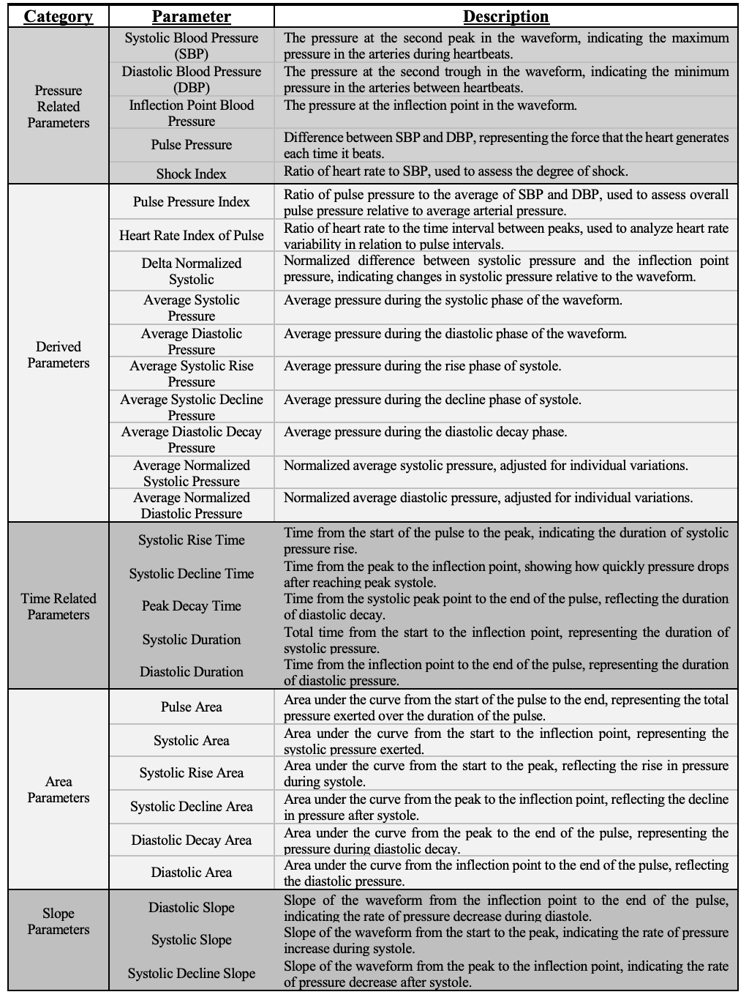 Category Parameter Description
Pressure
Related
Parameters
Systolic Blood Pressure
(SBP)
The pressure at the second peak in the waveform, indicating the maximum
pressure in the arteries during heartbeats.
Diastolic Blood Pressure
(DBP)
The pressure at the second trough in the waveform, indicating the minimum
pressure in the arteries between heartbeats.
Inflection Point Blood
Pressure
The pressure at the inflection point in the waveform.
Pulse Pressure
Difference between SBP and DBP, representing the force that the heart generates
each time it beats.
Shock Index
Ratio of heart rate to SBP, used to assess the degree of shock.
Derived
Parameters
Pulse Pressure Index
Ratio of pulse pressure to the average of SBP and DBP, used to assess overall
pulse pressure relative to average arterial pressure.
Heart Rate Index of Pulse
Ratio of heart rate to the time interval between peaks, used to analyze heart rate
variability in relation to pulse intervals.
Delta Normalized
Systolic
Normalized difference between systolic pressure and the inflection point
pressure, indicating changes in systolic pressure relative to the waveform.
Average Systolic
Pressure
Average pressure during the systolic phase of the waveform.
Average Diastolic
Pressure
Average pressure during the diastolic phase of the waveform.
Average Systolic Rise
Pressure
Average pressure during the rise phase of systole.
Average Systolic Decline
Pressure
Average pressure during the decline phase of systole.
Average Diastolic Decay
Pressure
Average pressure during the diastolic decay phase.
Average Normalized
Systolic Pressure
Normalized average systolic pressure, adjusted for individual variations.
Average Normalized
Diastolic Pressure
Normalized average diastolic pressure, adjusted for individual variations.
Time Related
Parameters
Systolic Rise Time
Time from the start of the pulse to the peak, indicating the duration of systolic
pressure rise.
Systolic Decline Time
Time from the peak to the inflection point, showing how quickly pressure drops
after reaching peak systole.
Peak Decay Time
Time from the systolic peak point to the end of the pulse, reflecting the duration
of diastolic decay.
Systolic Duration
Total time from the start to the inflection point, representing the duration of
systolic pressure.
Diastolic Duration
Time from the inflection point to the end of the pulse, representing the duration
of diastolic pressure.
Area
Parameters
Pulse Area
Area under the curve from the start of the pulse to the end, representing the total
pressure exerted over the duration of the pulse.
Systolic Area
Area under the curve from the start to the inflection point, representing the
systolic pressure exerted.
Systolic Rise Area
Area under the curve from the start to the peak, reflecting the rise in pressure
during systole.
Systolic Decline Area
Area under the curve from the peak to the inflection point, reflecting the decline
in pressure after systole.
Diastolic Decay Area
Area under the curve from the peak to the end of the pulse, representing the
pressure during diastolic decay.
Diastolic Area
Area under the curve from the inflection point to the end of the pulse, reflecting
the diastolic pressure.
Slope
Parameters
Diastolic Slope
Slope of the waveform from the inflection point to the end of the pulse,
indicating the rate of pressure decrease during diastole.
Systolic Slope
Slope of the waveform from the start to the peak, indicating the rate of pressure
increase during systole.
Systolic Decline Slope
Slope of the waveform from the peak to the inflection point, indicating the rate
of pressure decrease after systole.